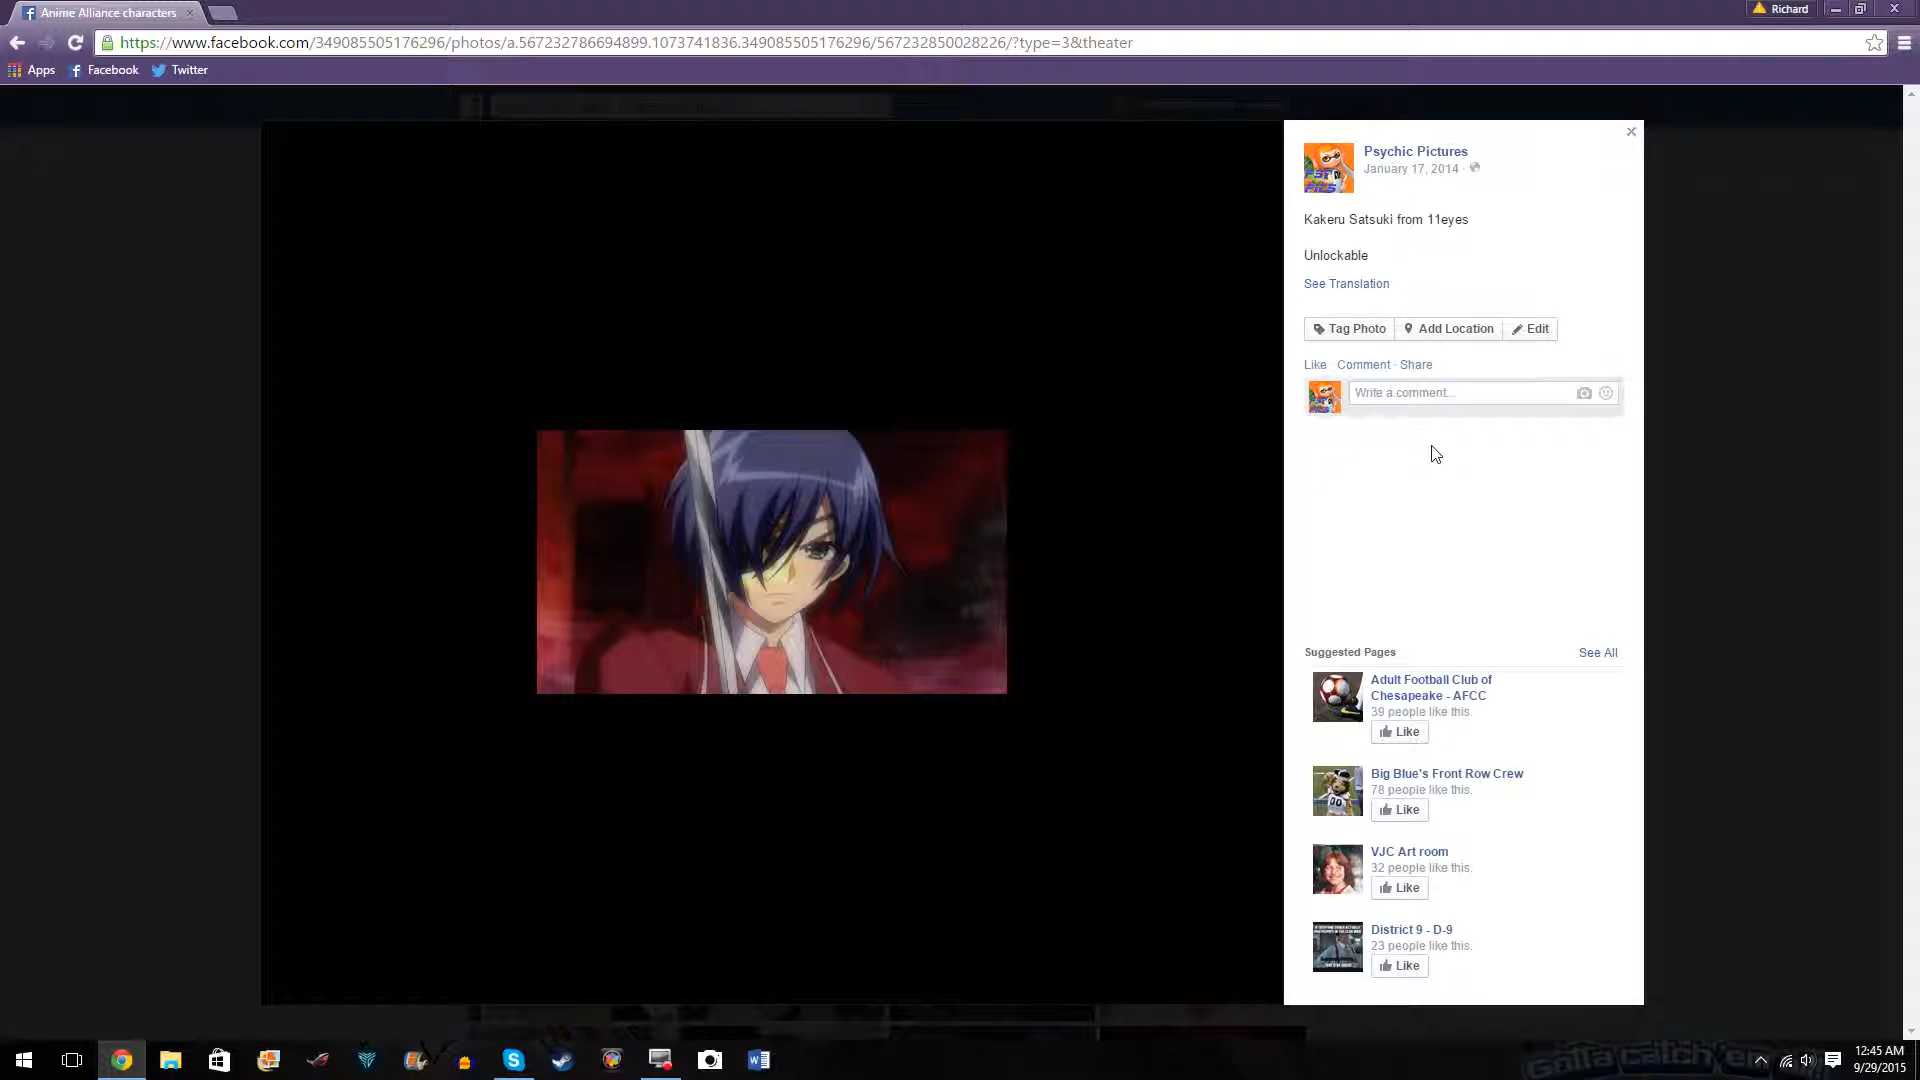 Anime Alliance characters
Richard
https://www.facebook.com/349085505176296/photos/a.567232786694899.1073741836.349085505176296/567232850028226/?type=3&theater
Apps
Facebook
Twitter
Psychic Pictures
January 17, 2014 ·
Kakeru Satsuki from 11eyes
Unlockable
See Translation
Tag Photo
Add Location
Edit
Like Comment · Share
Write a comment...
Suggested Pages
See All
Adult Football Club of
Chesapeake - AFCC
39 people like this.
Like
Big Blue's Front Row Crew
78 people like this.
Like
VJC Art room
32 people like this.
Like
District 9 - D-9
23 people like this.
Like
12:45 AM
9/29/2015